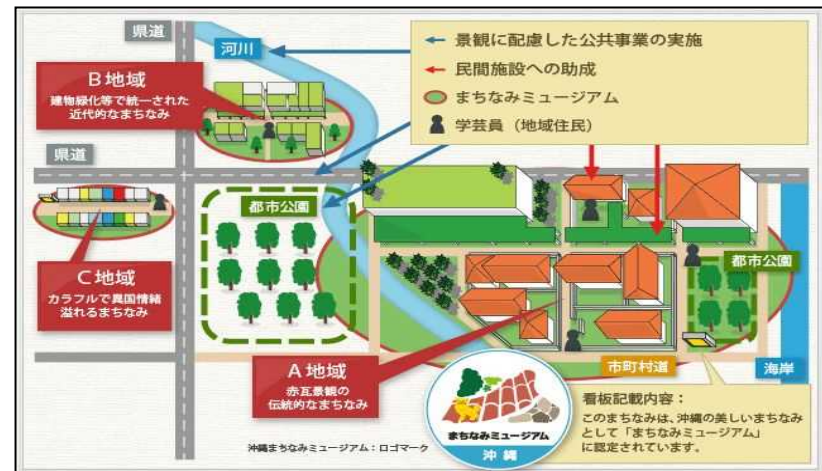 県道
河川
B地域
建物緑化等で統一された
近代的なまちなみ
景観に配慮した公共事業の実施
民間施設への助成
まちなみミュージアム
学芸員（地域住民）
県道
都市公園
C地域
カラフルで異国情緒
溢れるまちなみ
都市公園
A地域
赤瓦景観の
伝統的なまちなみ
市町村道
海岸
看板記載内容：
このまちなみは、沖縄の美しいまちなみ
として「まちなみミュージアム」
に認定されています。
まちなみミュージアム
沖縄
沖縄まちなみミュージアム：ロゴマーク